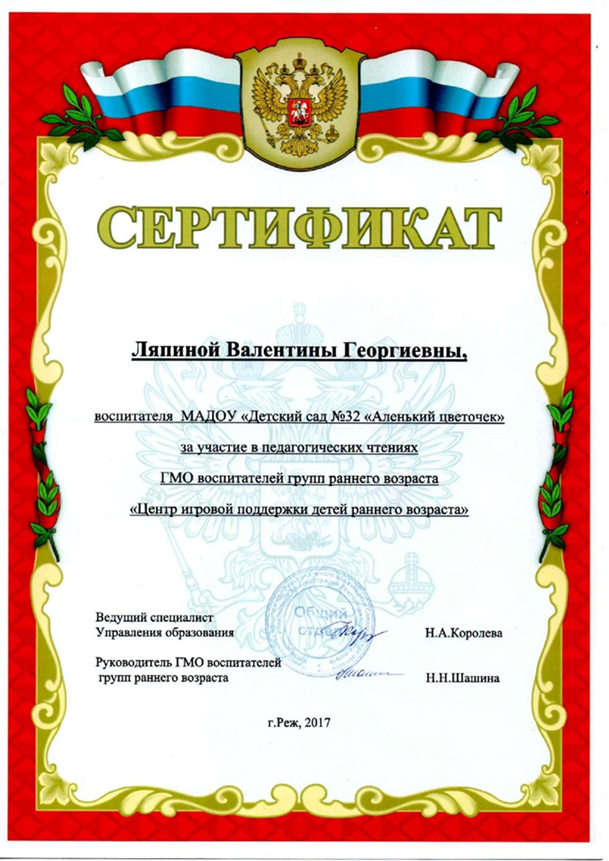 СЕРТИФИКАТ
Ляпиной Валентины Георгиевны,
воспитателя МАДОУ «Детский сад №32 «Аленький цветочек»
за участие в педагогических чтениях
ГМО воспитателей групп раннего возраста
«Центр игровой поддержки детей раннего возраста»
Общий
отдел
Ведущий специалист
Управления образования Н.А.Королева
Руководитель ГМО воспитателей
групп раннего возраста Н.Н.Шашина
г.Реж, 2017